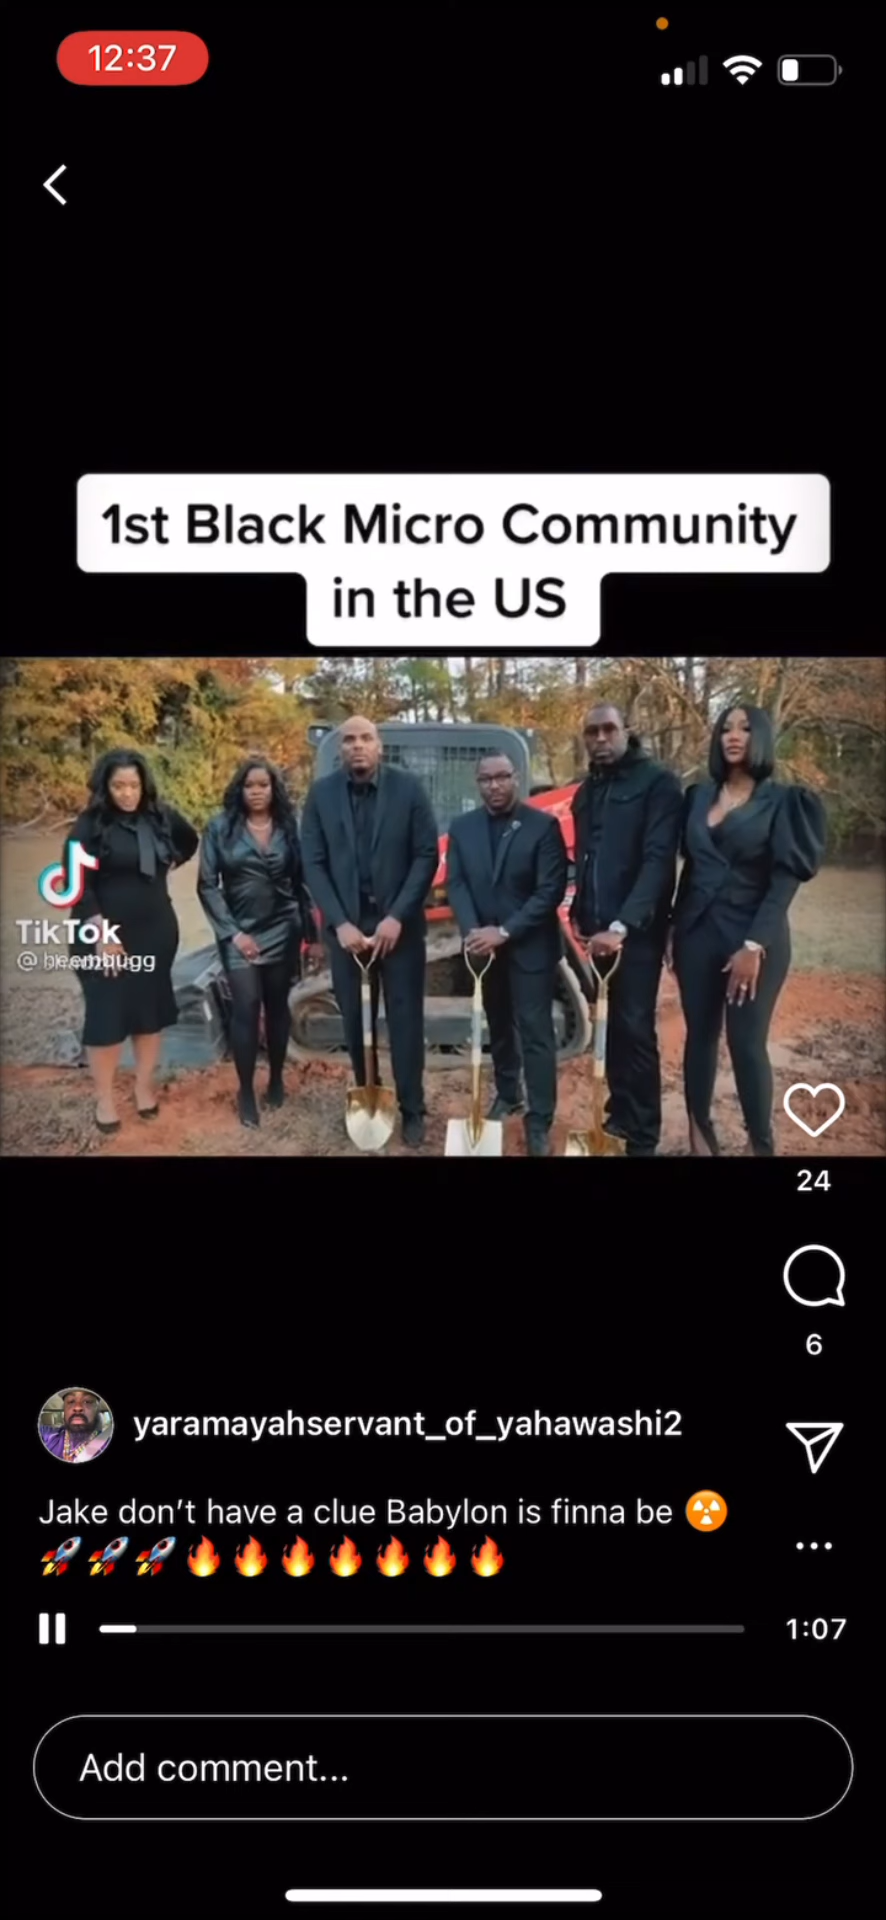 12:37
1st Black Micro Community
in the US
TikTok
24
6
yaramayahservant_of_yahawashi2
Jake don't have a clue Babylon is finna be ☢️
🚀🚀🚀🔥🔥🔥🔥🔥🔥🔥
1:07
Add comment...